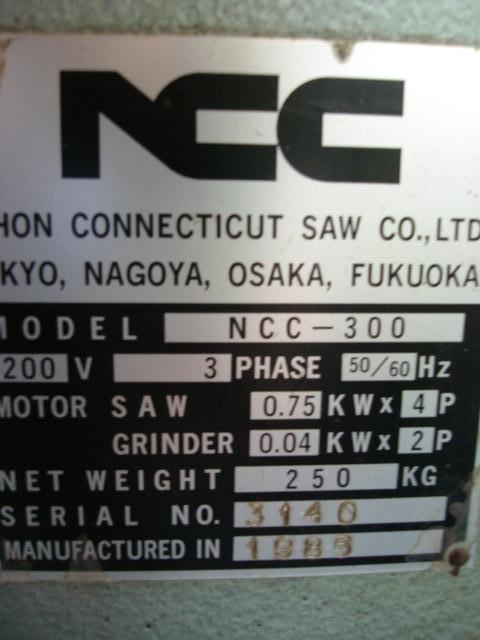 NCC
HON CONNECTICUT SAW CO.,LTD
KYO, NAGOYA, OSAKA, FUKUOKA
MODEL NCC-300
200 V 3 PHASE 50/60 Hz
MOTOR SAW 0.75 KW x 4 P
GRINDER 0.04 KW x 2 P
NET WEIGHT 250 KG
SERIAL NO. 3140
MANUFACTURED IN 1985